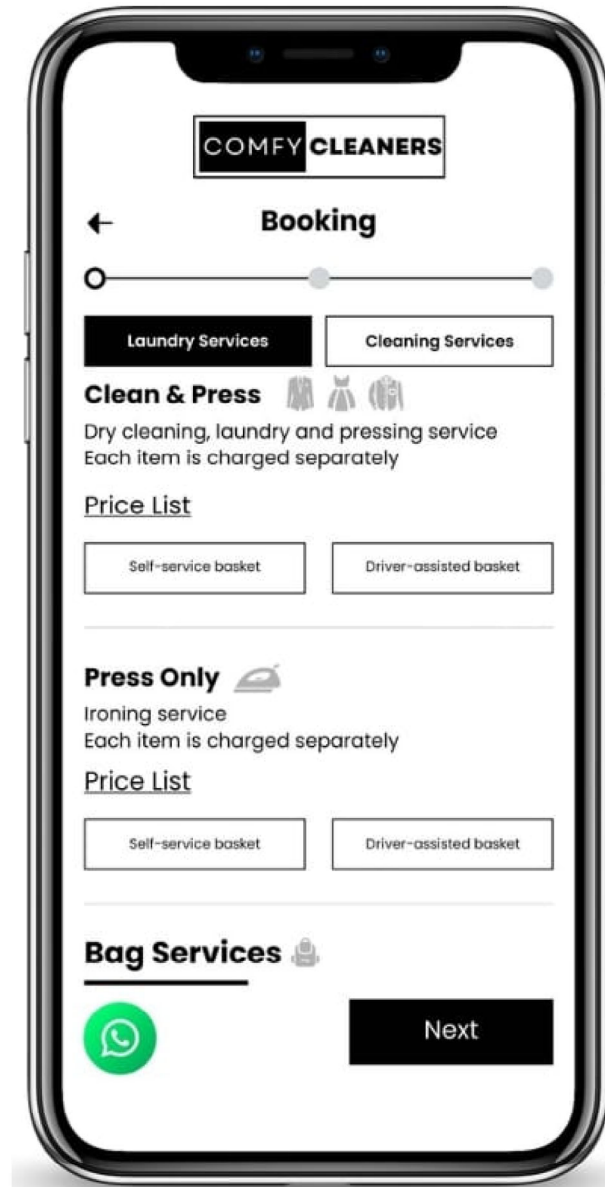 COMFY CLEANERS
Booking
Laundry Services
Cleaning Services
Clean & Press
Dry cleaning, laundry and pressing service
Each item is charged separately
Price List
Self-service basket
Driver-assisted basket
Press Only
Ironing service
Each item is charged separately
Price List
Self-service basket
Driver-assisted basket
Bag Services
Next